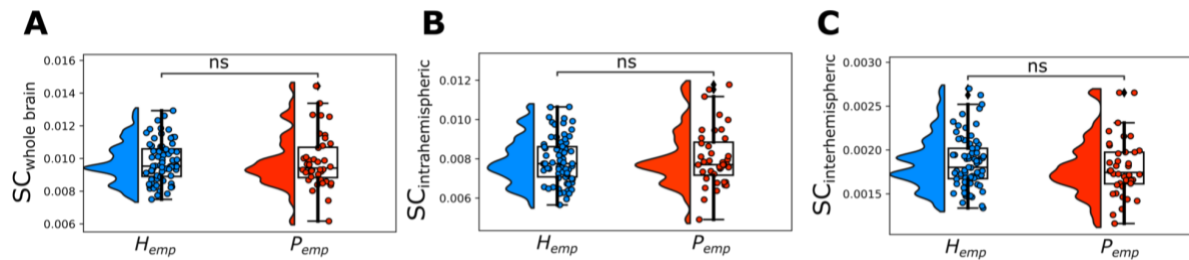 A
SCwhole brain
0.016
0.014
0.012
0.010
0.008
0.006
ns
Hemp
Pemp
B
SCintrahemispheric
0.012
0.010
0.008
0.006
ns
Hemp
Pemp
C
SCinterhemispheric
0.0030
0.0025
0.0020
0.0015
ns
Hemp
Pemp